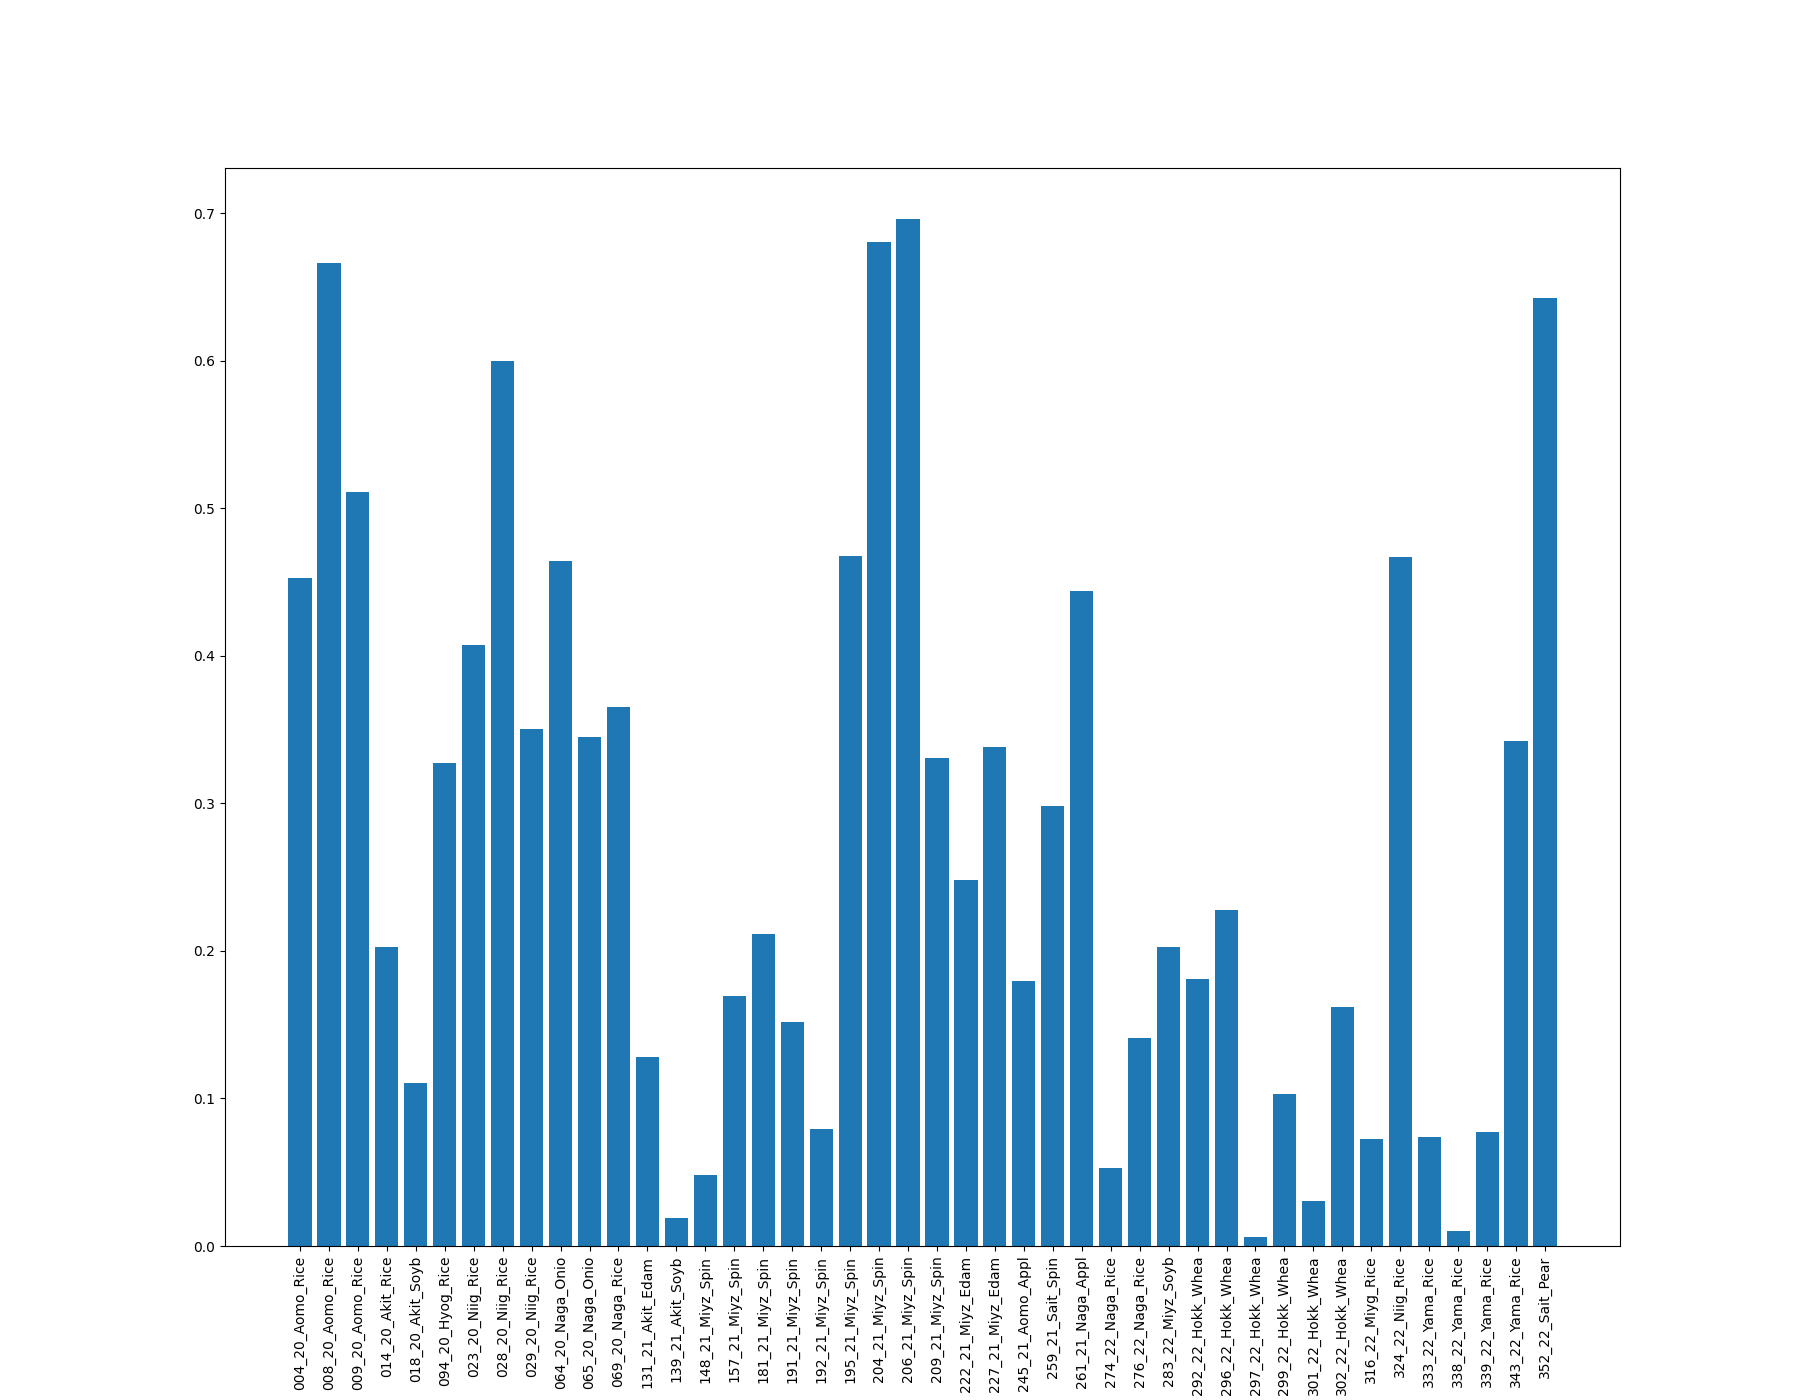 0.7
0.6
0.5
0.4
0.3
0.2
0.1
0.0
004_20_Aomo_Rice
008_20_Aomo_Rice
009_20_Aomo_Rice
014_20_Akit_Rice
018_20_Akit_Soyb
094_20_Hyog_Rice
023_20_Niig_Rice
028_20_Niig_Rice
029_20_Niig_Rice
064_20_Naga_Onio
065_20_Naga_Onio
069_20_Naga_Rice
131_21_Akit_Edam
139_21_Akit_Soyb
148_21_Miyz_Spin
157_21_Miyz_Spin
181_21_Miyz_Spin
191_21_Miyz_Spin
192_21_Miyz_Spin
195_21_Miyz_Spin
204_21_Miyz_Spin
206_21_Miyz_Spin
209_21_Miyz_Spin
222_21_Miyz_Edam
227_21_Miyz_Edam
245_21_Aomo_Appl
259_21_Sait_Spin
261_21_Naga_Appl
274_22_Naga_Rice
276_22_Naga_Rice
283_22_Miyz_Soyb
292_22_Hokk_Whea
296_22_Hokk_Whea
297_22_Hokk_Whea
299_22_Hokk_Whea
301_22_Hokk_Whea
302_22_Hokk_Whea
316_22_Miyg_Rice
324_22_Niig_Rice
333_22_Yama_Rice
338_22_Yama_Rice
339_22_Yama_Rice
343_22_Yama_Rice
352_22_Sait_Pear